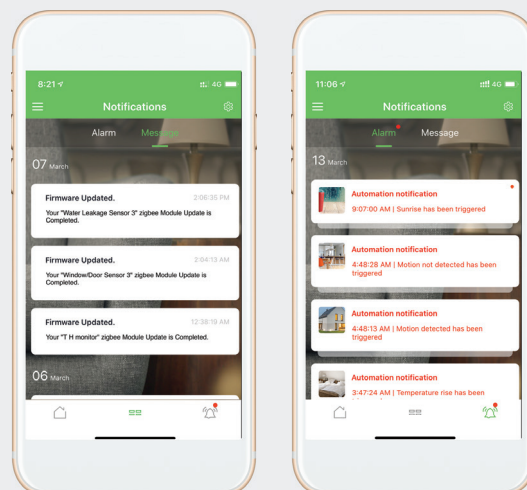 8:21 4G
Notifications
Alarm Message
07 March
Firmware Updated. 2:06:35 PM
Your "Water Leakage Sensor 3" zigbee Module Update is
Completed.
Firmware Updated. 2:04:13 AM
Your "Window/Door Sensor 3" zigbee Module Update is
Completed.
Firmware Updated. 12:38:19 AM
Your "T H monitor" zigbee Module Update is Completed.
06 March
11:06 4G
Notifications
Alarm Message
13 March
Automation notification
9:07:00 AM | Sunrise has been triggered
Automation notification
4:48:28 AM | Motion not detected has been
triggered
Automation notification
4:48:13 AM | Motion detected has been
triggered
Automation notification
3:47:24 AM | Temperature rise has been